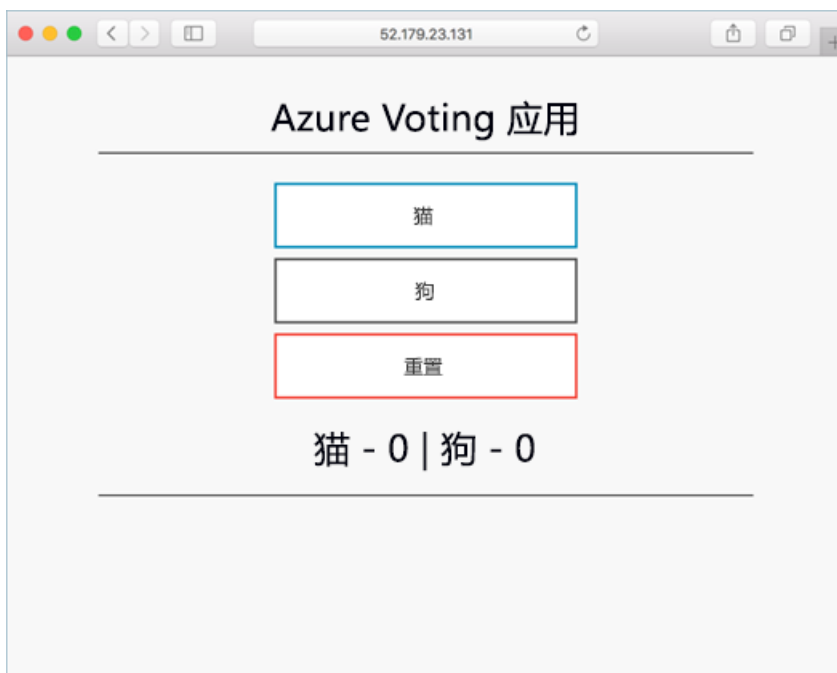 52.179.23.131
Azure Voting 应用
猫
狗
重置
猫 - 0 | 狗 - 0